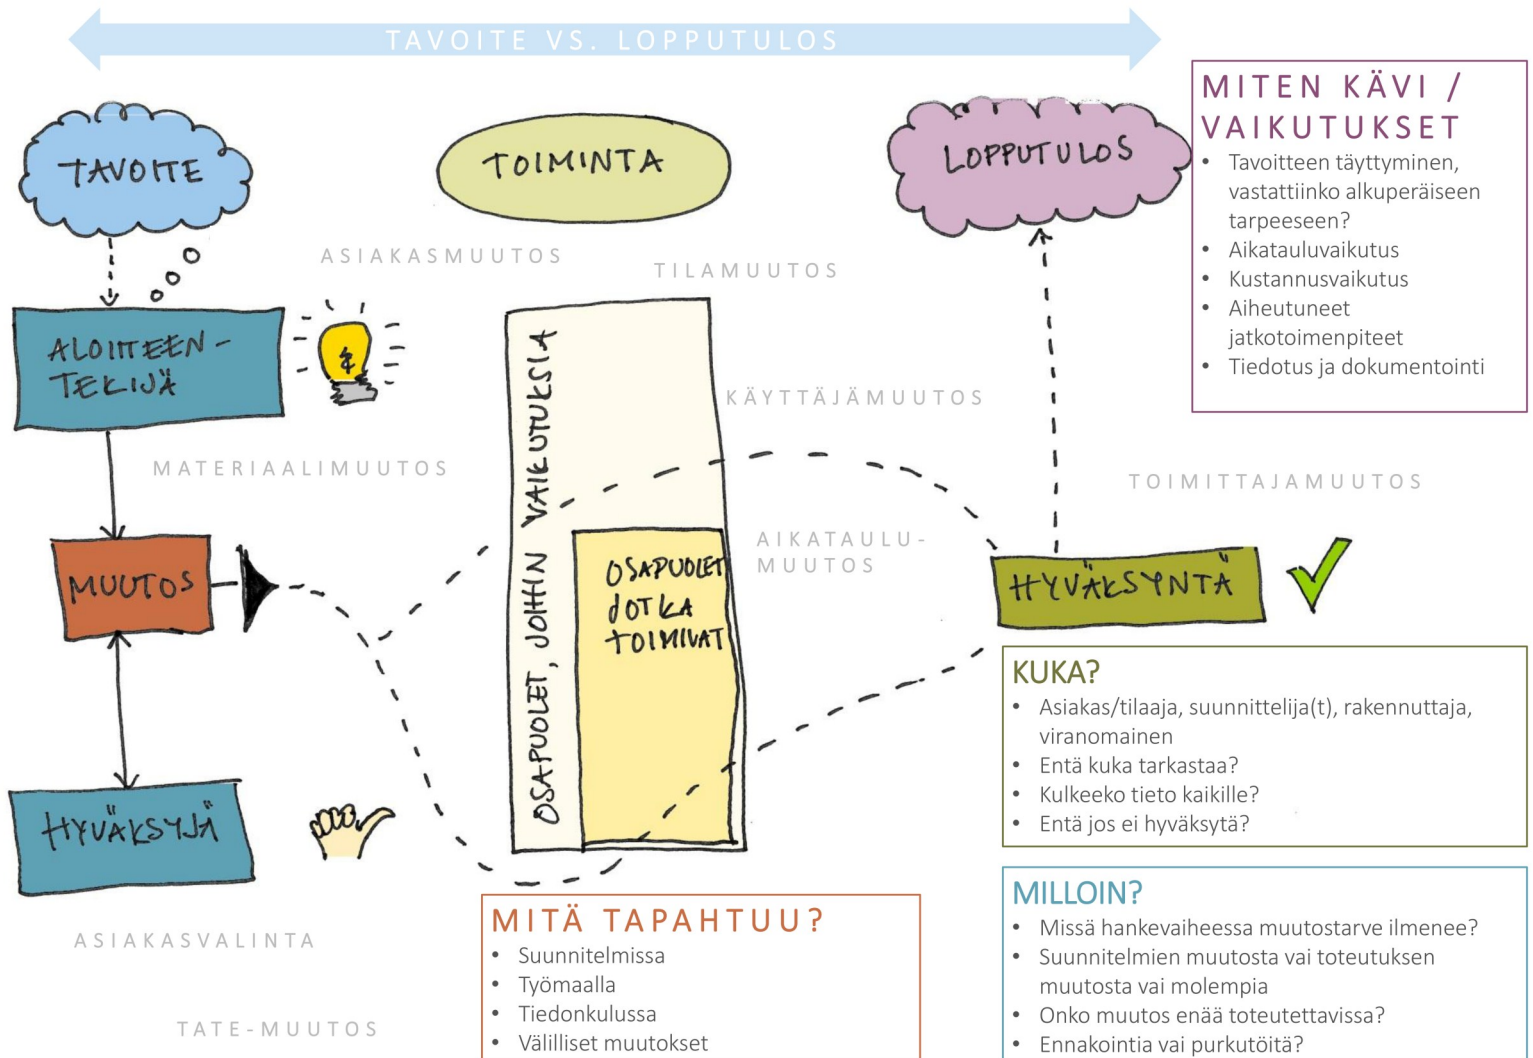 TAVOITE VS. LOPPUTULOS
TAVOITE
TOIMINTA
LOPPUTULOS
MITEN KÄVI /
VAIKUTUKSET
• Tavoitteen täyttyminen,
vastattiinko alkuperäiseen
tarpeeseen?
• Aikatauluvaikutus
• Kustannusvaikutus
• Aiheutuneet
jatkotoimenpiteet
• Tiedotus ja dokumentointi
ASIAKASMUUTOS
TILAMUUTOS
ALOITTEEN-
TEKIJÄ
KÄYTTÄJÄMUUTOS
MATERIAALIMUUTOS
TOIMITTAJAMUUTOS
OSAPUOLET, JOIHIN VAIKUTUKSIA
OSAPUOLET
JOTKA
TOIMIVAT
AIKATAULU-
MUUTOS
MUUTOS
HYVÄKSYNTÄ
KUKA?
• Asiakas/tilaaja, suunnittelija(t), rakennuttaja,
viranomainen
• Entä kuka tarkastaa?
• Kulkeeko tieto kaikille?
• Entä jos ei hyväksytä?
HYVÄKSYJÄ
ASIAKASVALINTA
TATE-MUUTOS
MITÄ TAPAHTUU?
• Suunnitelmissa
• Työmaalla
• Tiedonkulussa
• Välilliset muutokset
MILLOIN?
• Missä hankevaiheessa muutostarve ilmenee?
• Suunnitelmien muutosta vai toteutuksen
muutosta vai molempia
• Onko muutos enää toteutettavissa?
• Ennakointia vai purkutöitä?